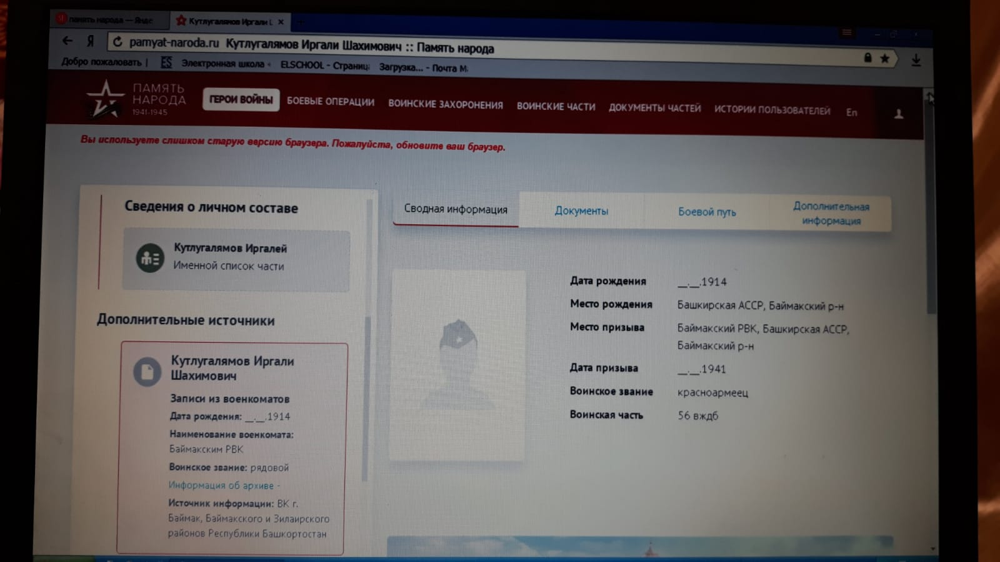 память народа — Янде
Кутлугалямов Иргали Ш
pamyat-naroda.ru Кутлугалямов Иргали Шахимович :: Память народа
Добро пожаловать |
ES Электронная школа
ELSCHOOL - Страниц
Загрузка... - Почта M
ПАМЯТЬ
НАРОДА
1941-1945
ГЕРОИ ВОЙНЫ
БОЕВЫЕ ОПЕРАЦИИ
ВОИНСКИЕ ЗАХОРОНЕНИЯ
ВОИНСКИЕ ЧАСТИ
ДОКУМЕНТЫ ЧАСТЕЙ
ИСТОРИИ ПОЛЬЗОВАТЕЛЕЙ
En
Вы используете слишком старую версию браузера. Пожалуйста, обновите ваш браузер.
Сведения о личном составе
Кутлугалямов Иргалей
Именной список части
Дополнительные источники
Кутлугалямов Иргали
Шахимович
Записи из военкоматов
Дата рождения: __.__.1914
Наименование военкомата:
Баймакским РВК
Воинское звание: рядовой
Информация об архиве -
Источник информации: ВК г.
Баймак, Баймакского и Зилаирского
районов Республики Башкортостан
Сводная информация
Документы
Боевой путь
Дополнительная
информация
Дата рождения __.__.1914
Место рождения Башкирская АССР, Баймакский р-н
Место призыва Баймакский РВК, Башкирская АССР,
Баймакский р-н
Дата призыва __.__.1941
Воинское звание красноармеец
Воинская часть 56 вждб